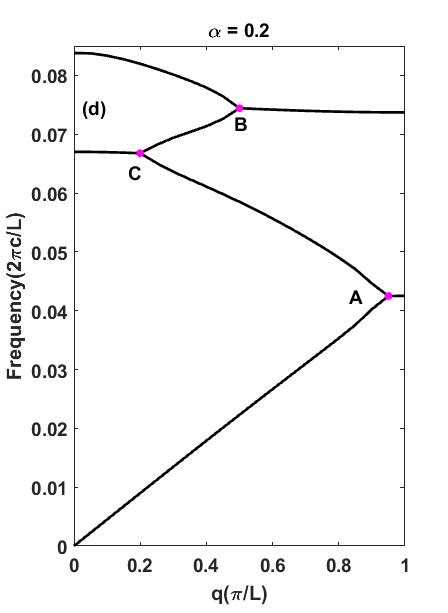 α = 0.2
0.08
(d)
B
0.07
C
0.06
0.05
A
0.04
0.03
0.02
0.01
0
Frequency(2πc/L)
0 0.2 0.4 0.6 0.8 1
q(π/L)